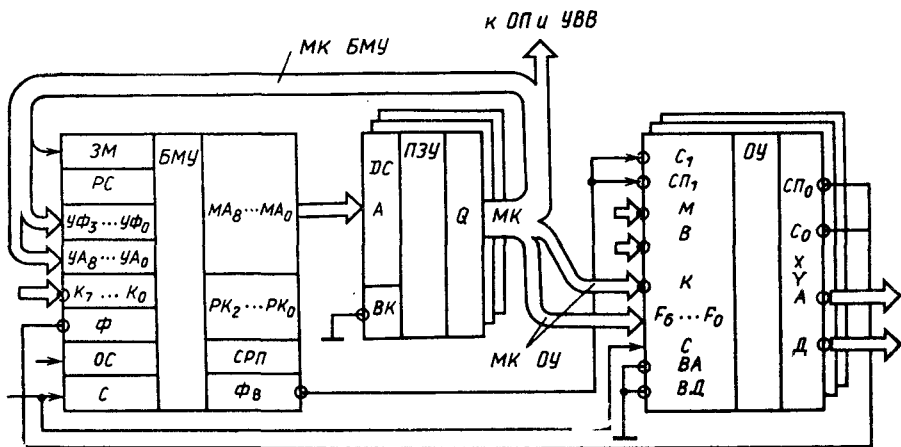 к ОП и УВВ
МК БМУ
ЗМ
РС
УФ₃...УФ₀
УА₈...УА₀
К₇...К₀
Ф
ОС
С
БМУ
МА₈...МА₀
РК₂...РК₀
СРП
ФВ
DC
А
ВК
ПЗУ
Q
МК
МК ОУ
С₁
СП₁
М
В
К
F₆...F₀
С
ВА
ВД
ОУ
СП₀
С₀
X
Y
А
Д